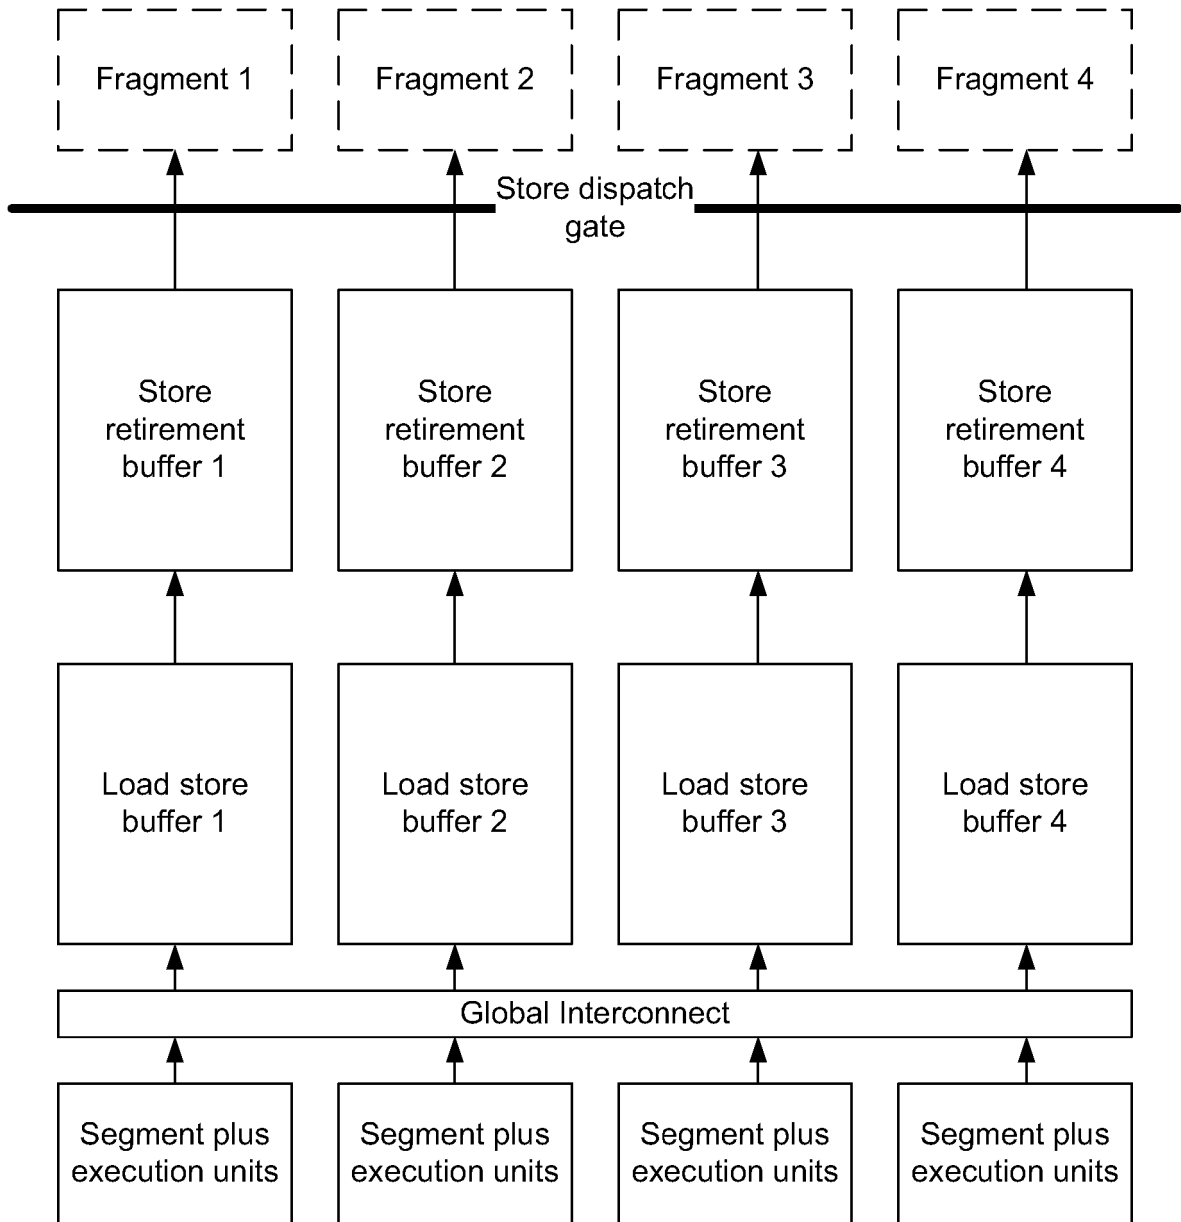 Fragment 1
Fragment 2
Fragment 3
Fragment 4
Store dispatch
gate
Store
retirement
buffer 1
Store
retirement
buffer 2
Store
retirement
buffer 3
Store
retirement
buffer 4
Load store
buffer 1
Load store
buffer 2
Load store
buffer 3
Load store
buffer 4
Global Interconnect
Segment plus
execution units
Segment plus
execution units
Segment plus
execution units
Segment plus
execution units